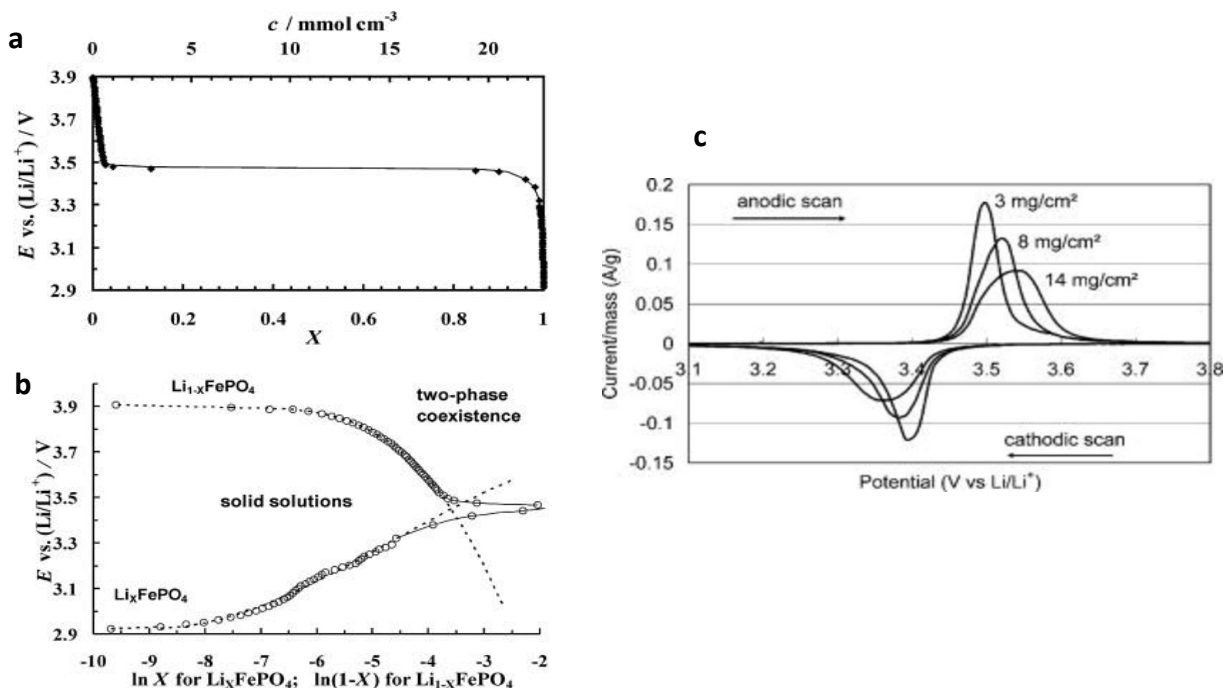 a
c / mmol cm⁻³
0 5 10 15 20
E vs. (Li/Li⁺) / V
3.9
3.7
3.5
3.3
3.1
2.9
0 0.2 0.4 0.6 0.8 1
X
b
E vs. (Li/Li⁺) / V
3.9
3.7
3.5
3.3
3.1
2.9
Li₁₋XFePO₄
two-phase
coexistence
solid solutions
LiXFePO₄
-10 -9 -8 -7 -6 -5 -4 -3 -2
ln X for LiXFePO₄; ln(1-X) for Li₁₋XFePO₄
c
Current/mass (A/g)
0.2
0.15
0.1
0.05
0
-0.05
-0.1
-0.15
anodic scan
3 mg/cm²
8 mg/cm²
14 mg/cm²
3.1 3.2 3.3 3.4 3.5 3.6 3.7 3.8
cathodic scan
Potential (V vs Li/Li⁺)